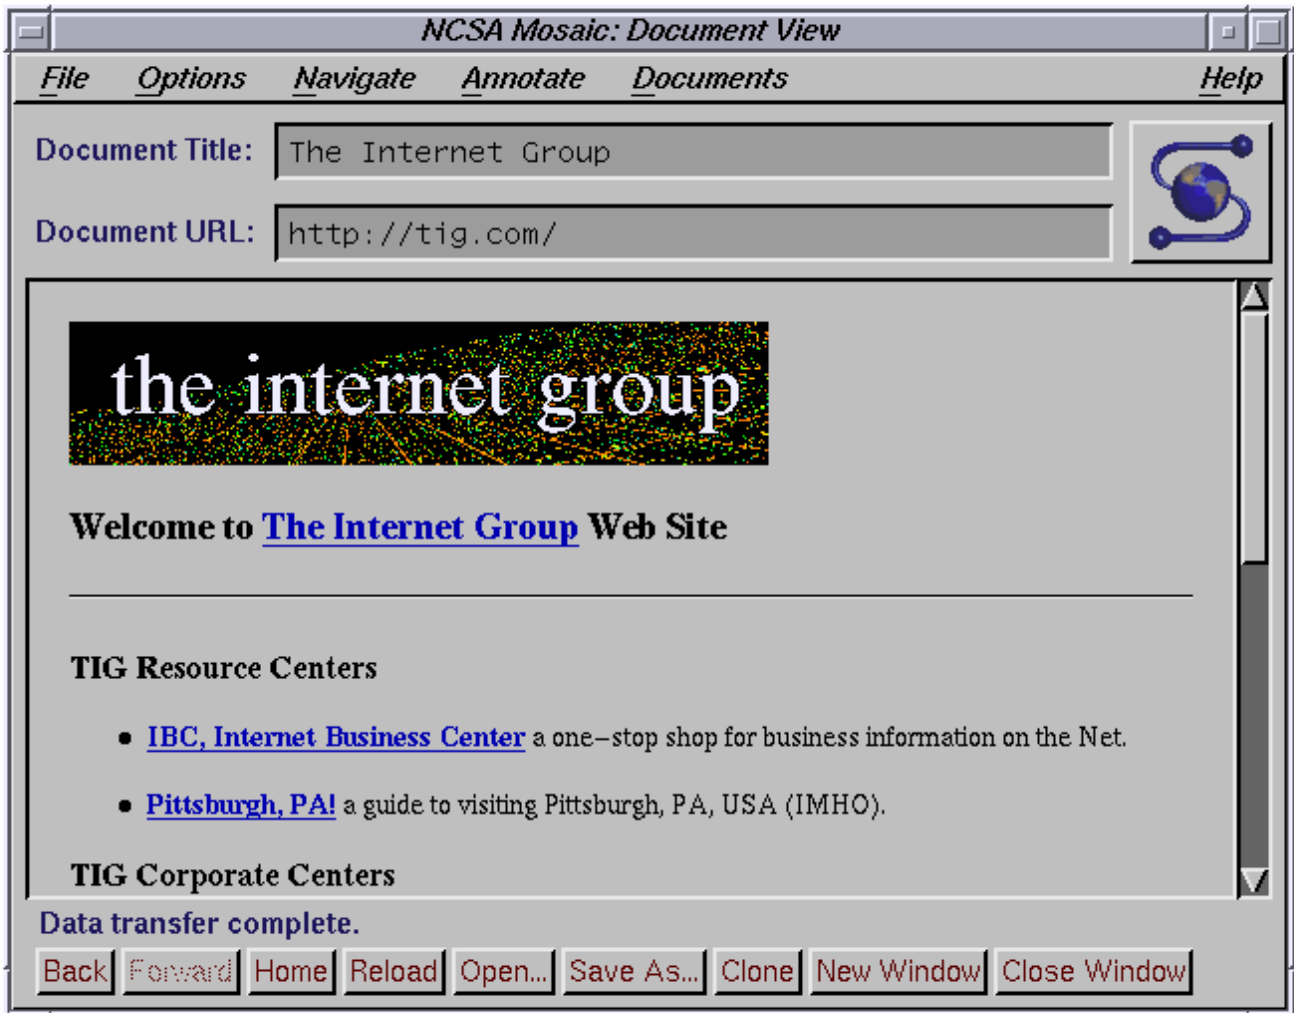 NCSA Mosaic: Document View
File Options Navigate Annotate Documents Help
Document Title: The Internet Group
Document URL: http://tig.com/
the internet group
Welcome to The Internet Group Web Site
TIG Resource Centers
• IBC, Internet Business Center a one–stop shop for business information on the Net.
• Pittsburgh, PA! a guide to visiting Pittsburgh, PA, USA (IMHO).
TIG Corporate Centers
Data transfer complete.
Back Forward Home Reload Open... Save As... Clone New Window Close Window